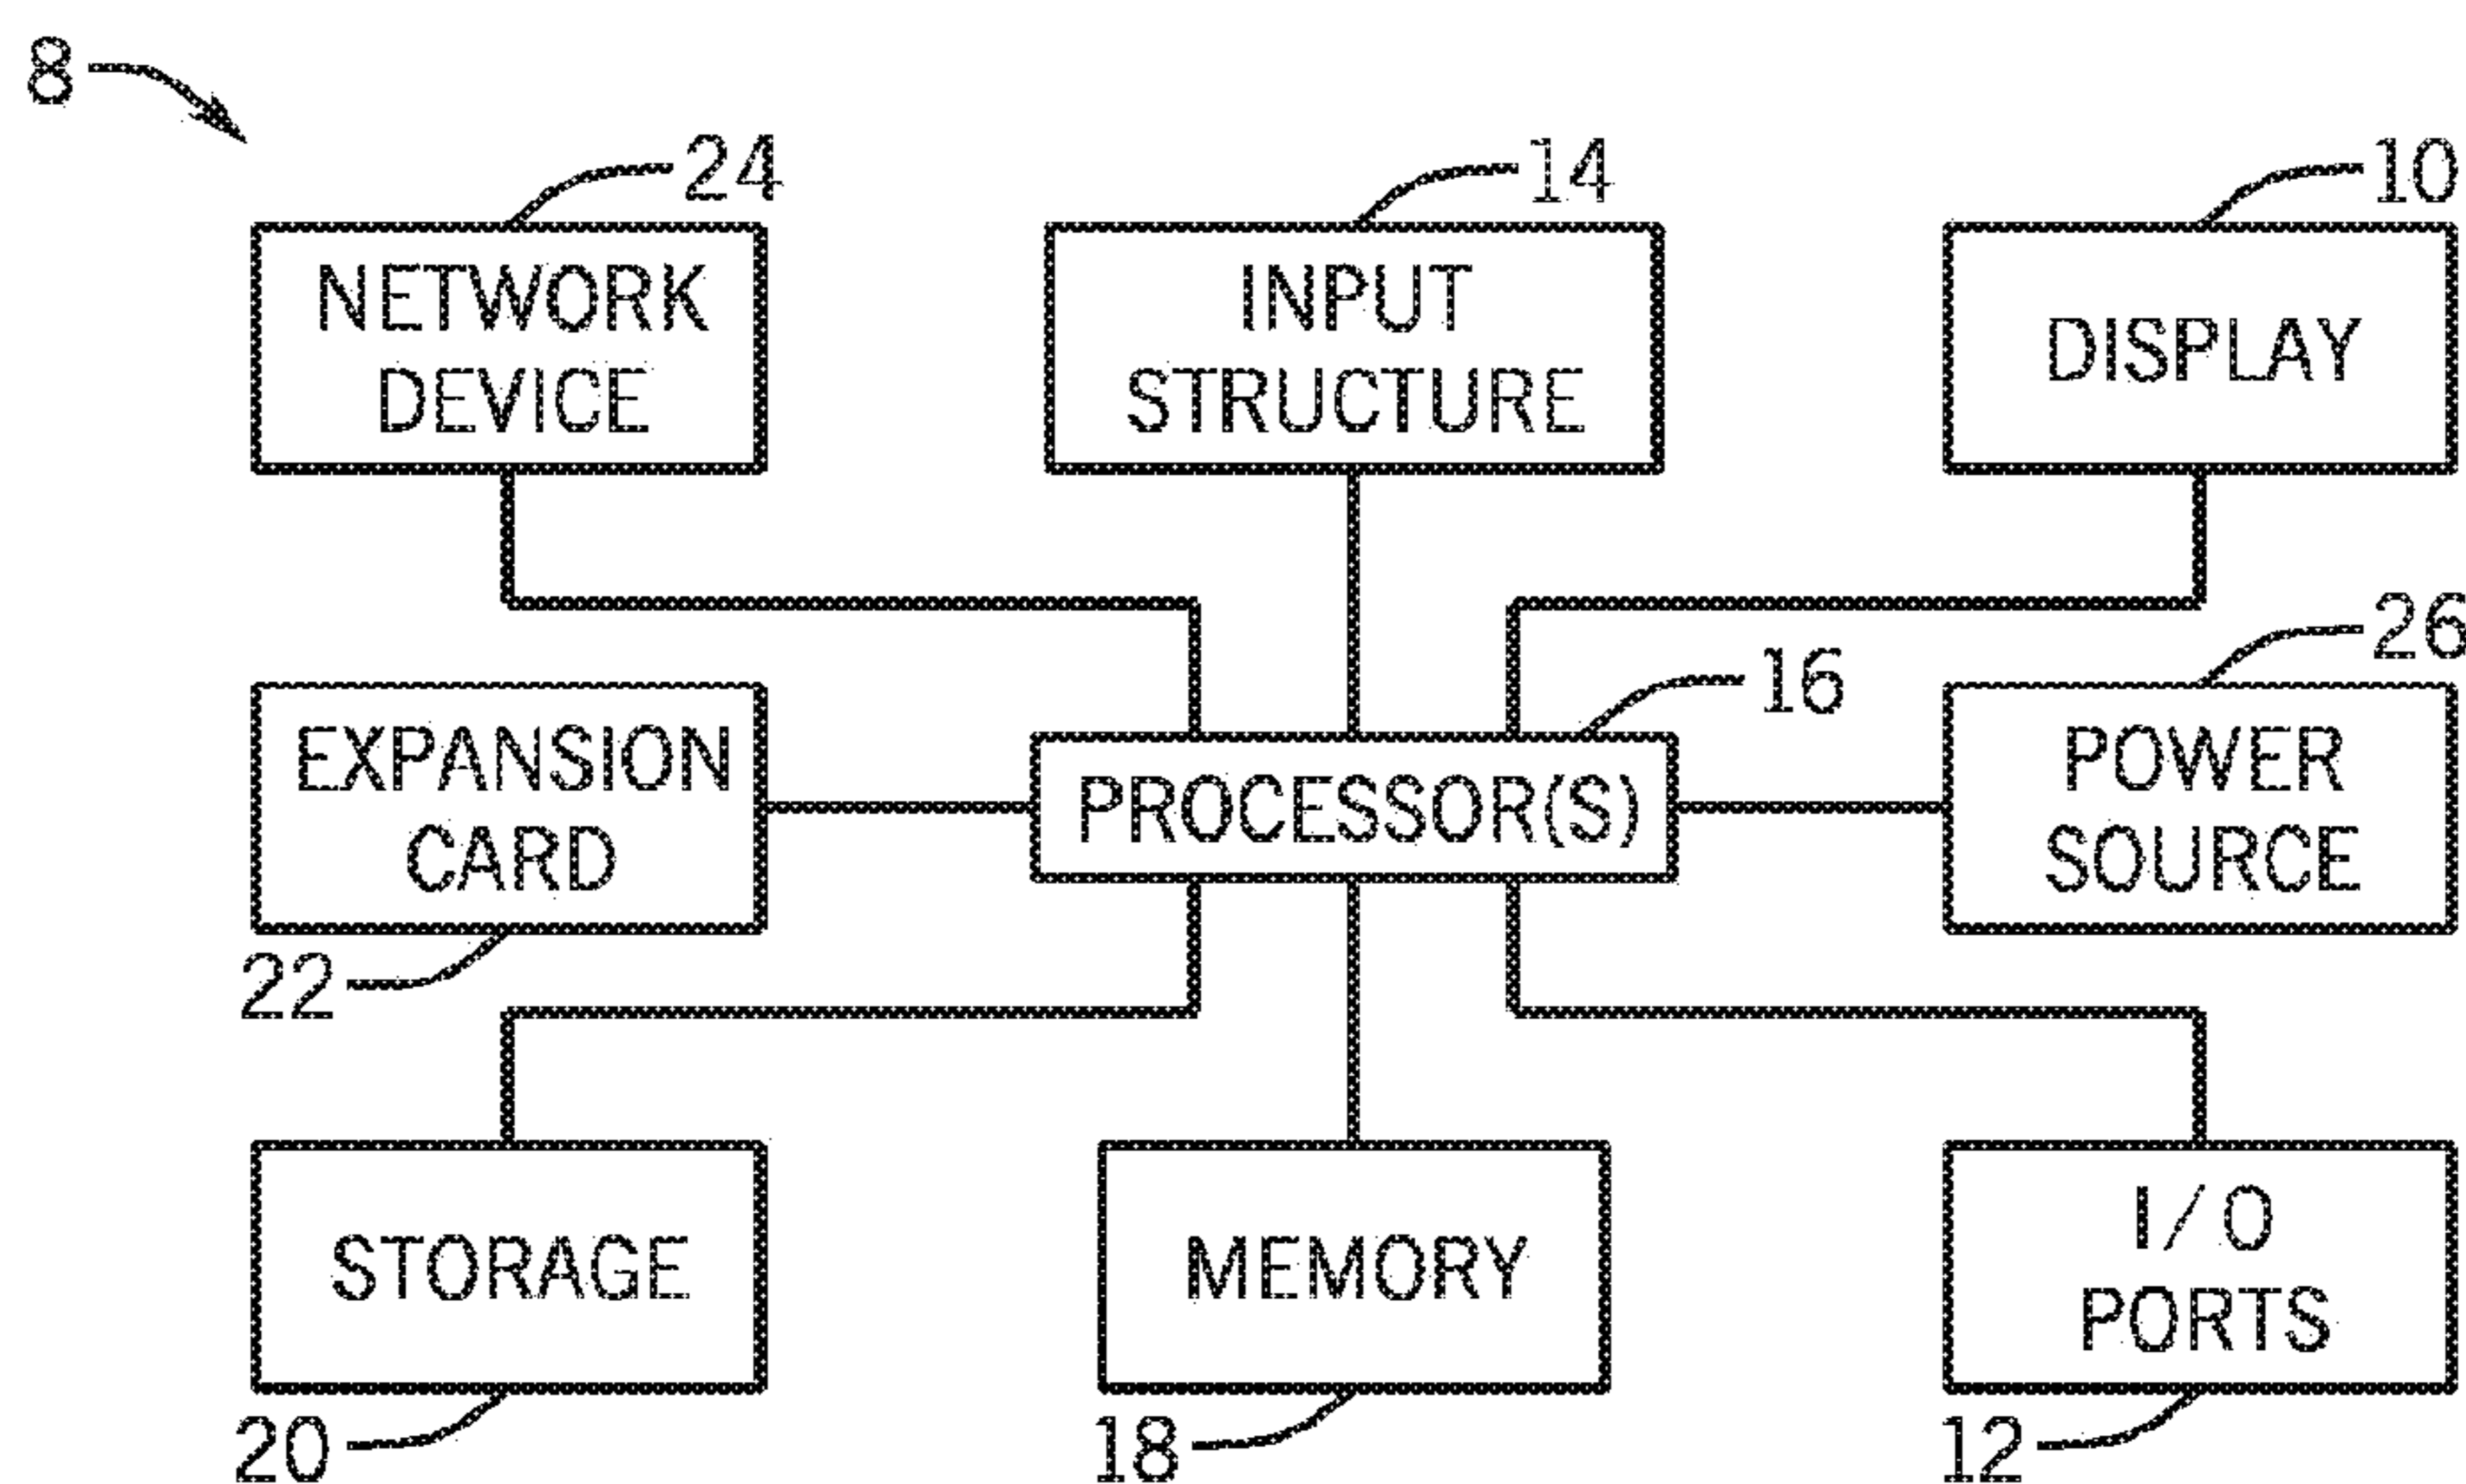 8
24
14
10
NETWORK
DEVICE
INPUT
STRUCTURE
DISPLAY
26
16
EXPANSION
CARD
PROCESSOR(S)
POWER
SOURCE
22
STORAGE
MEMORY
I/O
PORTS
20
18
12